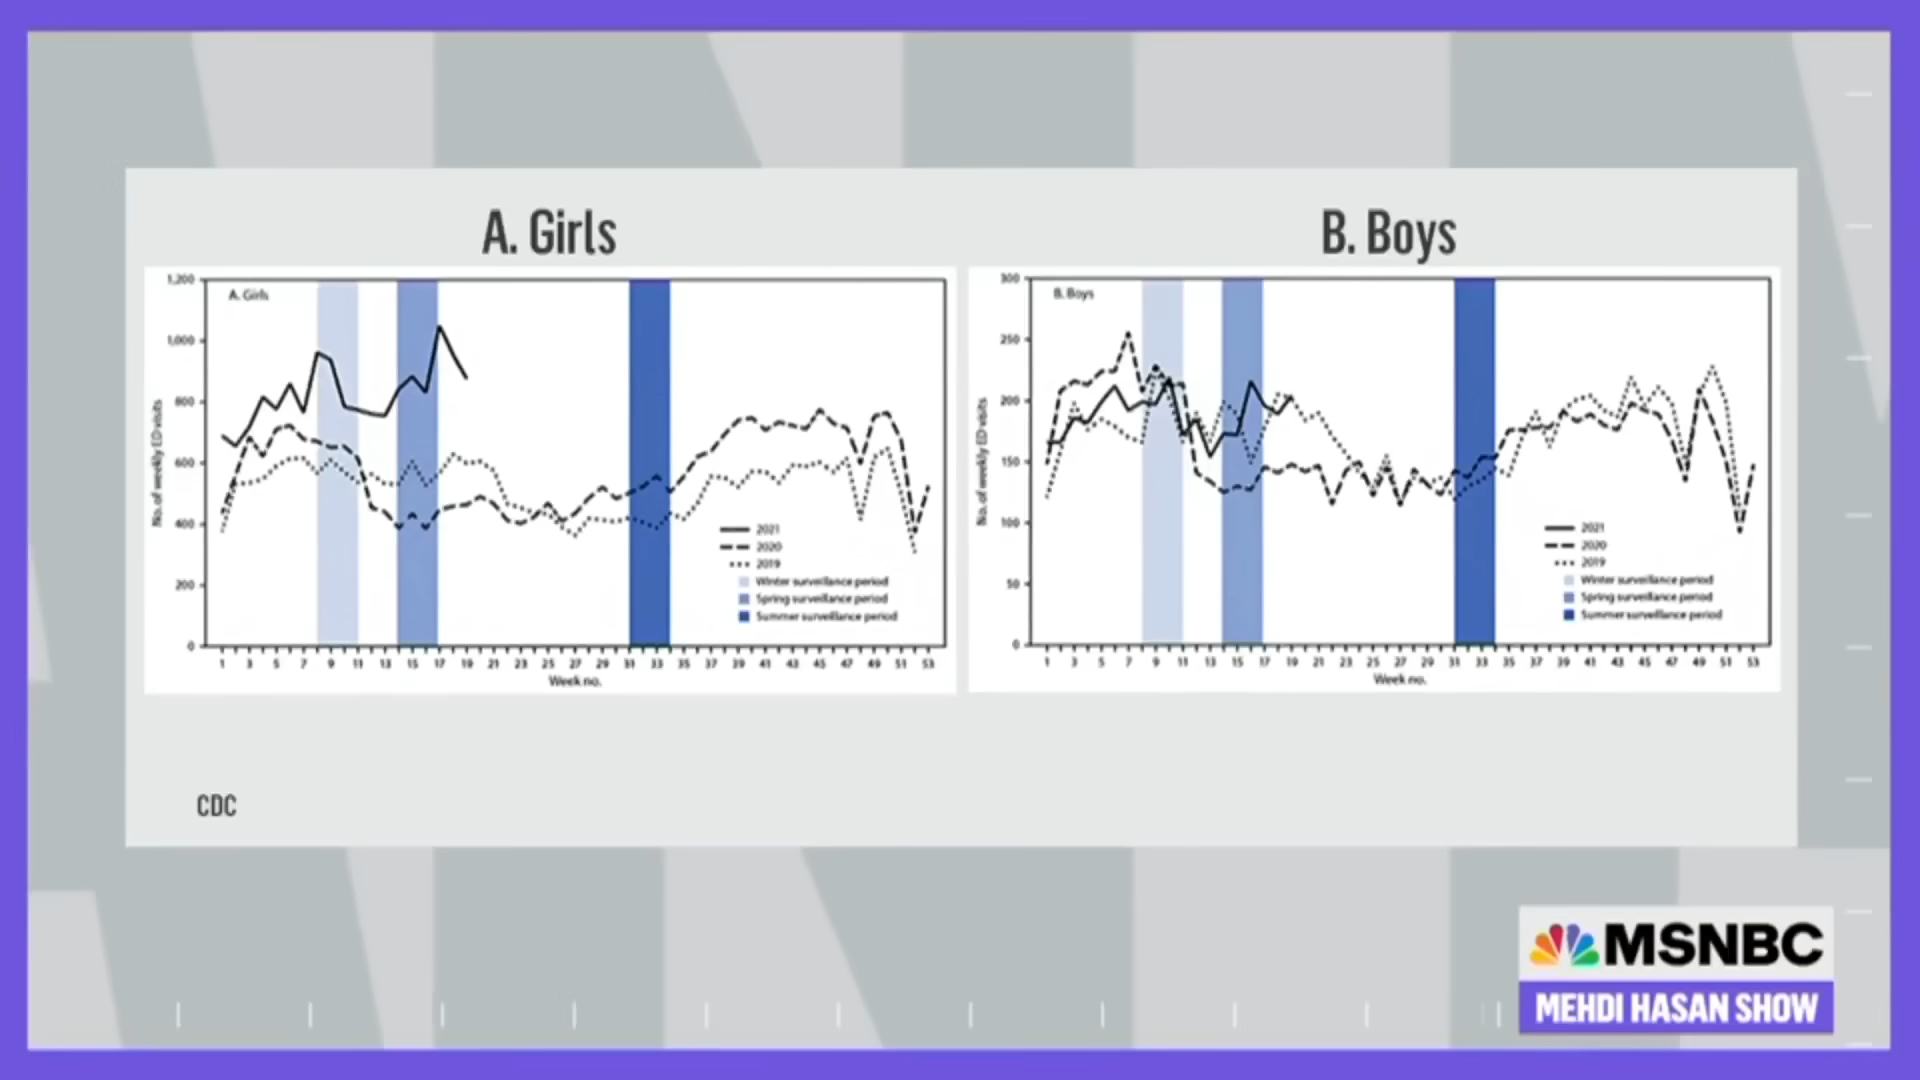 A. Girls
B. Boys
1,200
1,000
800
600
400
200
0
No. of weekly ED visits
A. Girls
2021
2020
2019
Winter surveillance period
Spring surveillance period
Summer surveillance period
1 3 5 7 9 11 13 15 17 19 21 23 25 27 29 31 33 35 37 39 41 43 45 47 49 51 53
Week no.
300
250
200
150
100
50
0
No. of weekly ED visits
B. Boys
2021
2020
2019
Winter surveillance period
Spring surveillance period
Summer surveillance period
1 3 5 7 9 11 13 15 17 19 21 23 25 27 29 31 33 35 37 39 41 43 45 47 49 51 53
Week no.
CDC
MSNBC
MEHDI HASAN SHOW